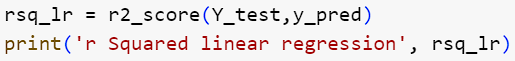 rsq_lr = r2_score(Y_test,y_pred)
print('r Squared linear regression', rsq_lr)